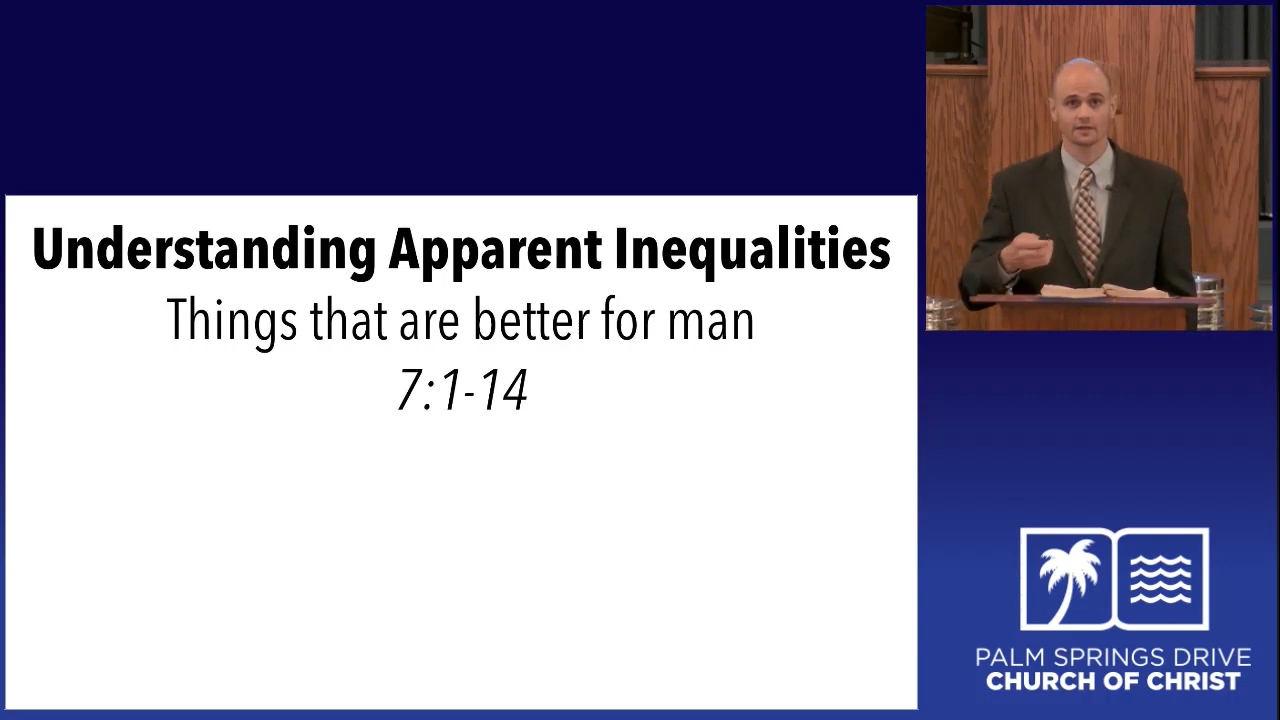 Understanding Apparent Inequalities
Things that are better for man
7:1-14
PALM SPRINGS DRIVE
CHURCH OF CHRIST